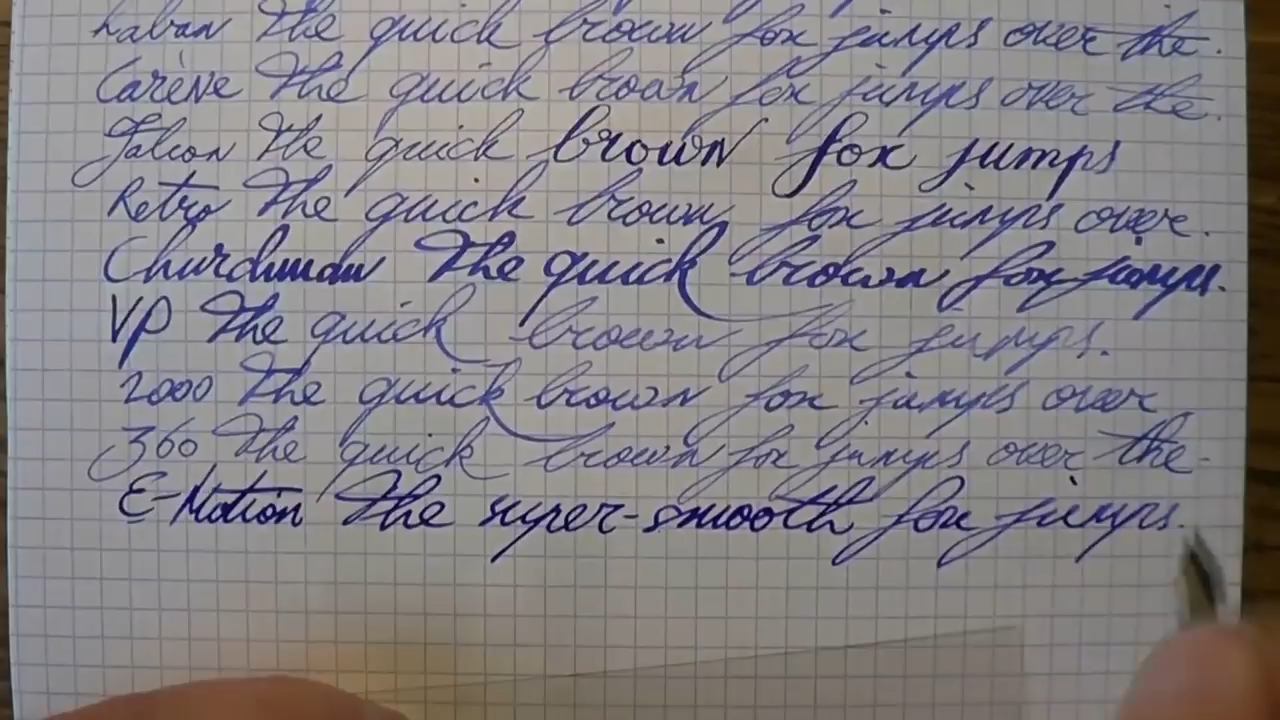 Laban The quick brown fox jumps over the.
Carène The quick brown fox jumps over the.
Falcon The quick brown fox jumps
Retro The quick brown fox jumps over.
Churchman The quick brown fox jumps.
VP The quick brown fox jumps.
2000 The quick brown fox jumps over
360 The quick brown fox jumps over the-
E-Motion The super-smooth fox jumps.